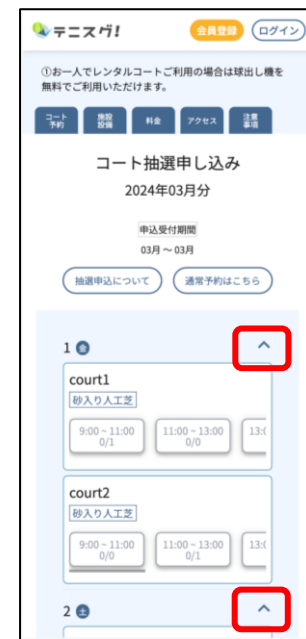 テニスグ!
会員登録
ログイン
①お一人でレンタルコートご利用の場合は球出し機を
無料でご利用いただけます。
コート
予約
施設
設備
料金
アクセス
注意
事項
コート抽選申し込み
2024年03月分
申込受付期間
03月 ~ 03月
抽選申込について
通常予約はこちら
1 金
court1
砂入り人工芝
9:00 ~ 11:00
0/1
11:00 ~ 13:00
0/0
court2
砂入り人工芝
9:00 ~ 11:00
0/0
11:00 ~ 13:00
0/1
2 土